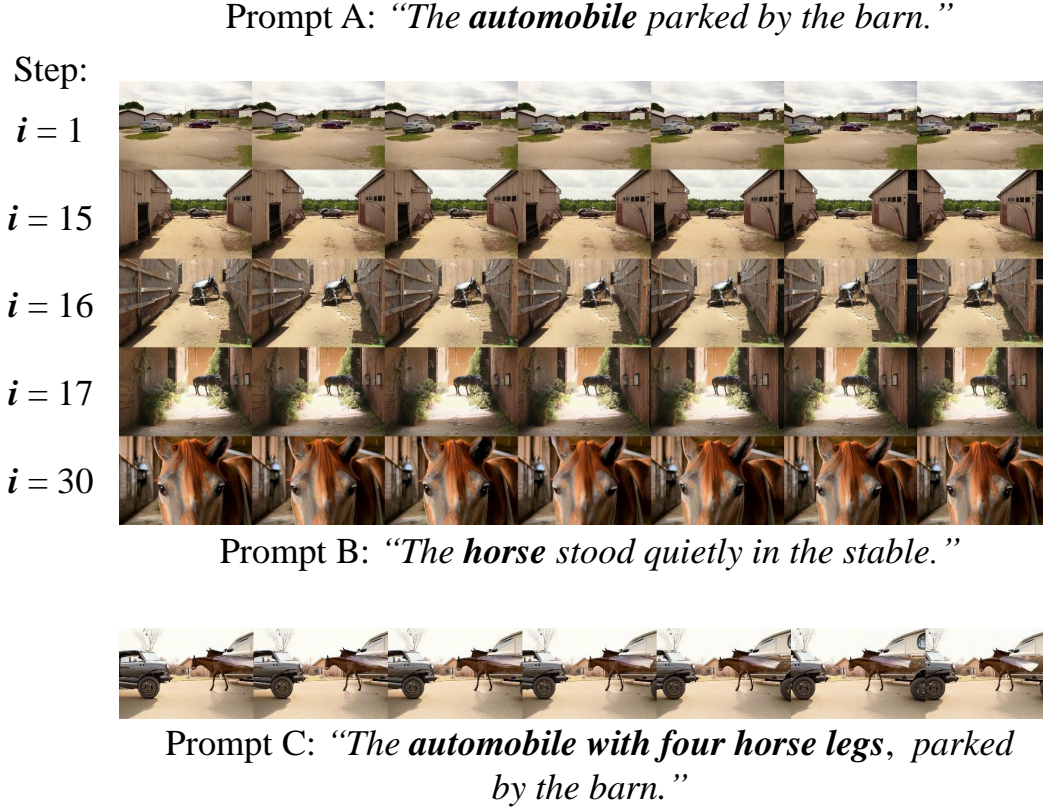 Prompt A: “The automobile parked by the barn.”
Step:
i = 1
i = 15
i = 16
i = 17
i = 30
Prompt B: “The horse stood quietly in the stable.”
Prompt C: “The automobile with four horse legs, parked
by the barn.”